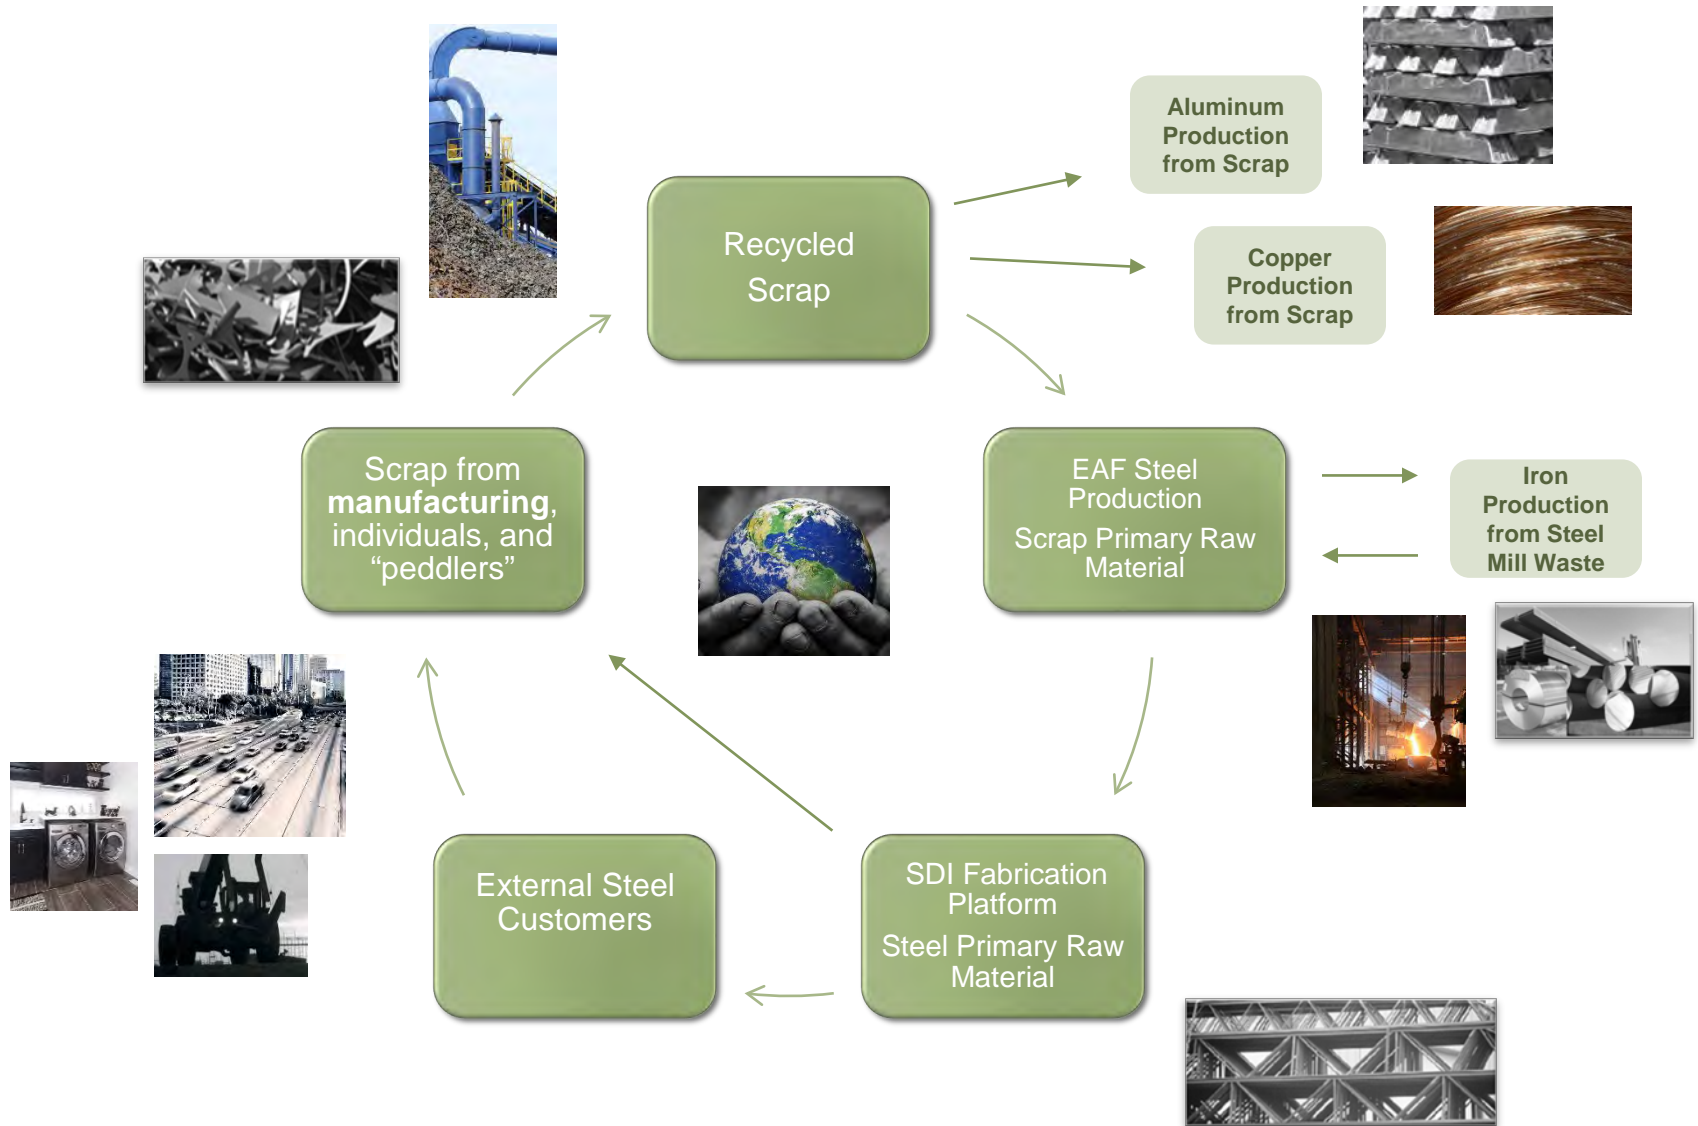 Aluminum
Production
from Scrap
Recycled
Scrap
Copper
Production
from Scrap
Scrap from
manufacturing,
individuals, and
“peddlers”
EAF Steel
Production
Scrap Primary Raw
Material
Iron
Production
from Steel
Mill Waste
External Steel
Customers
SDI Fabrication
Platform
Steel Primary Raw
Material